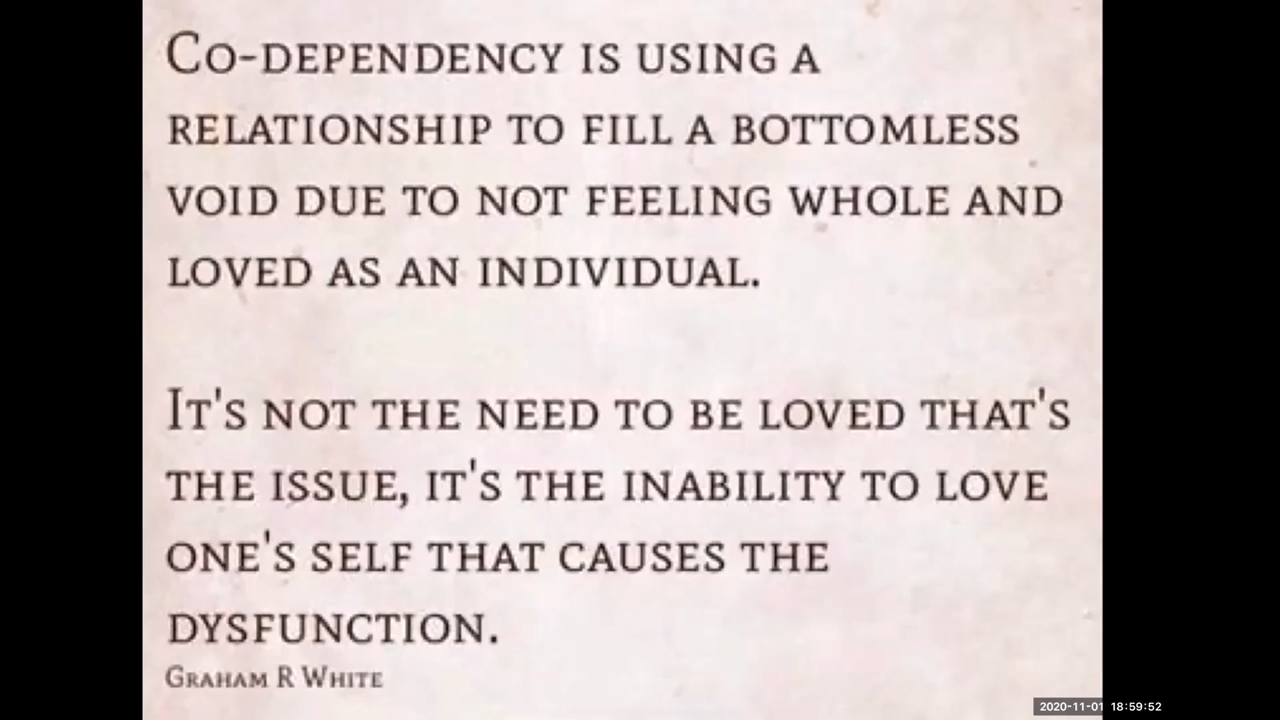 Co-dependency is using a
relationship to fill a bottomless
void due to not feeling whole and
loved as an individual.
It's not the need to be loved that's
the issue, it's the inability to love
one's self that causes the
dysfunction.
Graham R White
2020-11-01 18:59:52